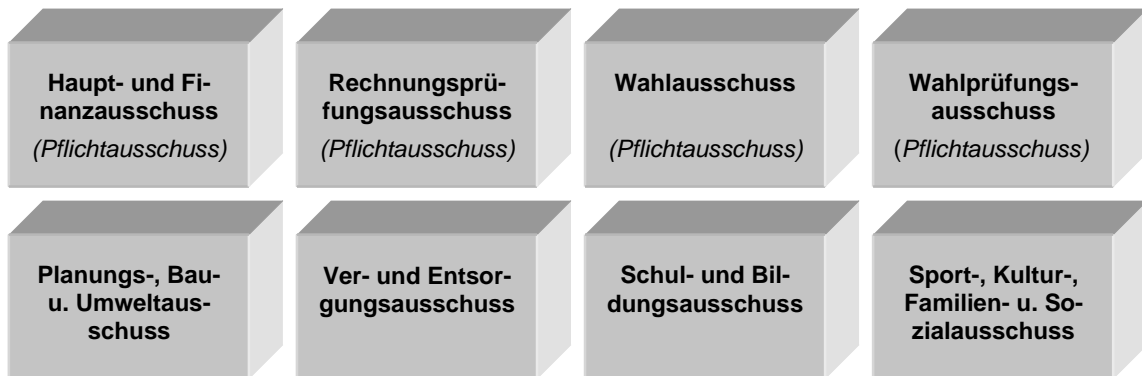 Haupt- und Fi-
nanzausschuss
(Pflichtausschuss)
Rechnungsprü-
fungsausschuss
(Pflichtausschuss)
Wahlausschuss
(Pflichtausschuss)
Wahlprüfungs-
ausschuss
(Pflichtausschuss)
Planungs-, Bau-
u. Umweltaus-
schuss
Ver- und Entsor-
gungsausschuss
Schul- und Bil-
dungsausschuss
Sport-, Kultur-,
Familien- u. So-
zialausschuss